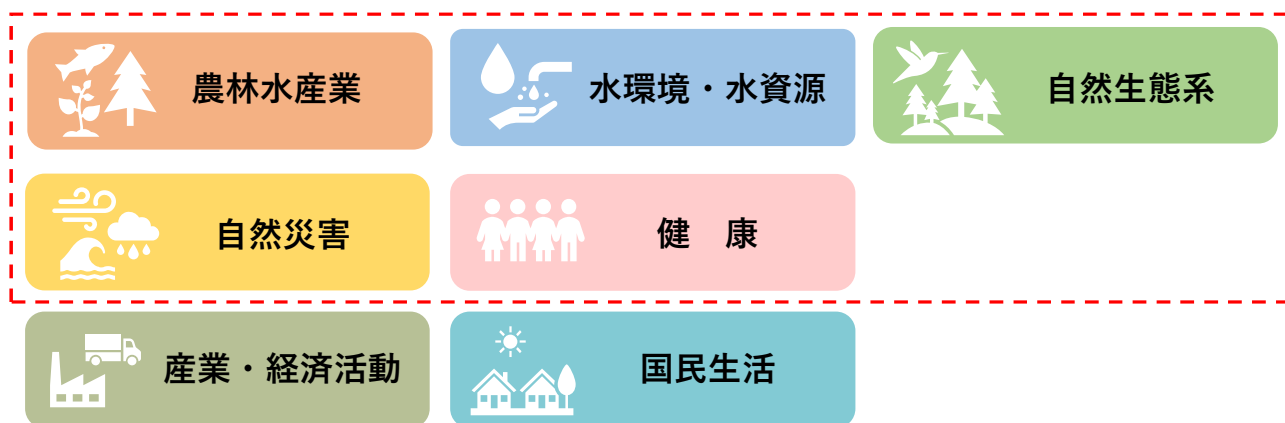 農林水産業
水環境・水資源
自然生態系
自然災害
健　康
産業・経済活動
国民生活